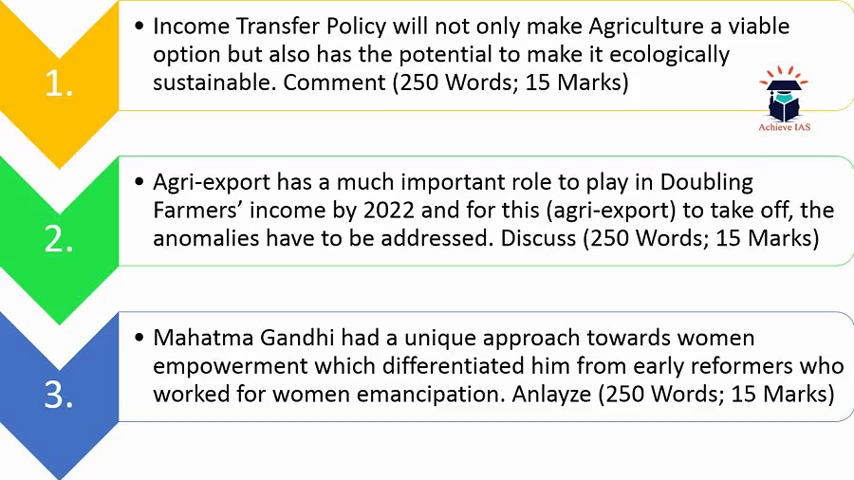 1.
• Income Transfer Policy will not only make Agriculture a viable
option but also has the potential to make it ecologically
sustainable. Comment (250 Words; 15 Marks)
Achieve IAS
2.
• Agri-export has a much important role to play in Doubling
Farmers’ income by 2022 and for this (agri-export) to take off, the
anomalies have to be addressed. Discuss (250 Words; 15 Marks)
3.
• Mahatma Gandhi had a unique approach towards women
empowerment which differentiated him from early reformers who
worked for women emancipation. Anlayze (250 Words; 15 Marks)